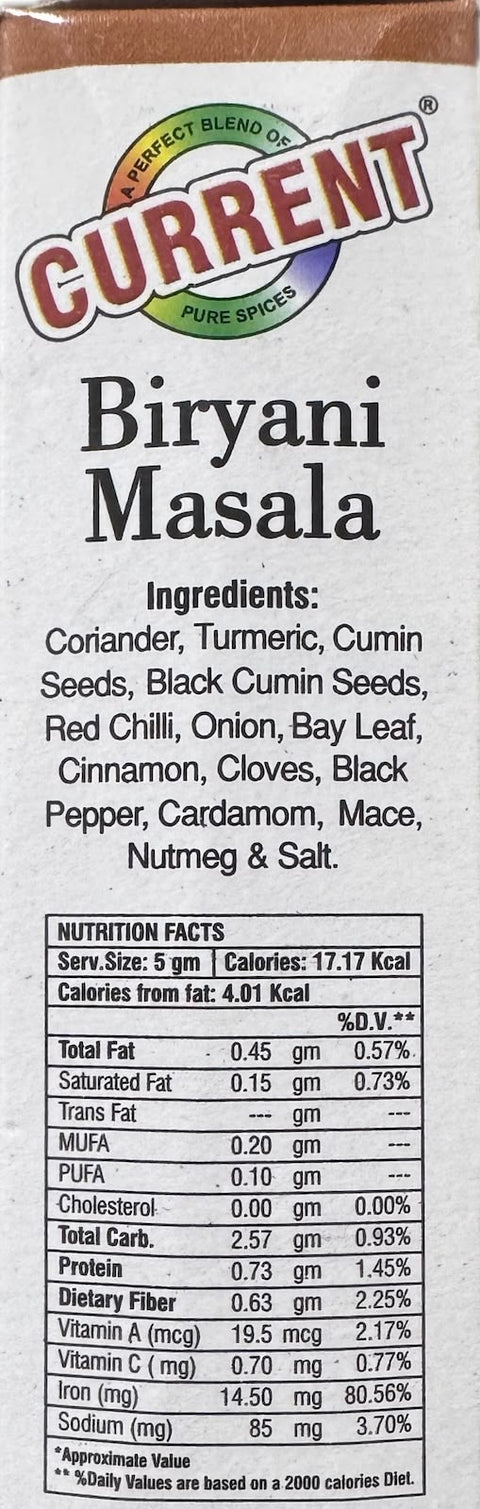 A PERFECT BLEND OF
CURRENT®
PURE SPICES
Biryani
Masala
Ingredients:
Coriander, Turmeric, Cumin
Seeds, Black Cumin Seeds,
Red Chilli, Onion, Bay Leaf,
Cinnamon, Cloves, Black
Pepper, Cardamom, Mace,
Nutmeg & Salt.
NUTRITION FACTS
Serv.Size: 5 gm Calories: 17.17 Kcal
Calories from fat: 4.01 Kcal
%D.V.**
Total Fat 0.45 gm 0.57%
Saturated Fat 0.15 gm 0.73%
Trans Fat --- gm ---
MUFA 0.20 gm ---
PUFA 0.10 gm ---
Cholesterol 0.00 gm 0.00%
Total Carb. 2.57 gm 0.93%
Protein 0.73 gm 1.45%
Dietary Fiber 0.63 gm 2.25%
Vitamin A (mcg) 19.5 mcg 2.17%
Vitamin C ( mg) 0.70 mg 0.77%
Iron (mg) 14.50 mg 80.56%
Sodium (mg) 85 mg 3.70%
*Approximate Value
** %Daily Values are based on a 2000 calories Diet.